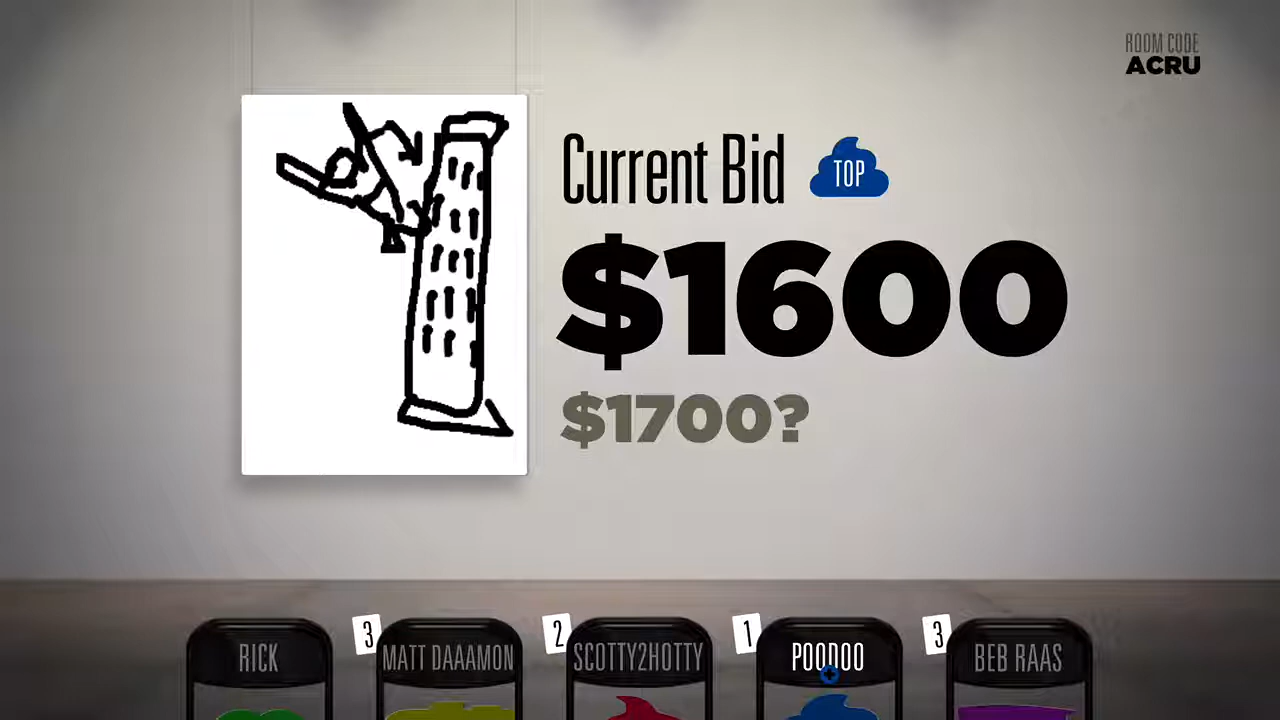 ROOM CODE
ACRU
Current Bid TOP
$1600
$1700?
RICK
3 MATT DAAAMON
2 SCOTTY2HOTTY
1 POODOO
3 BEB RAAS